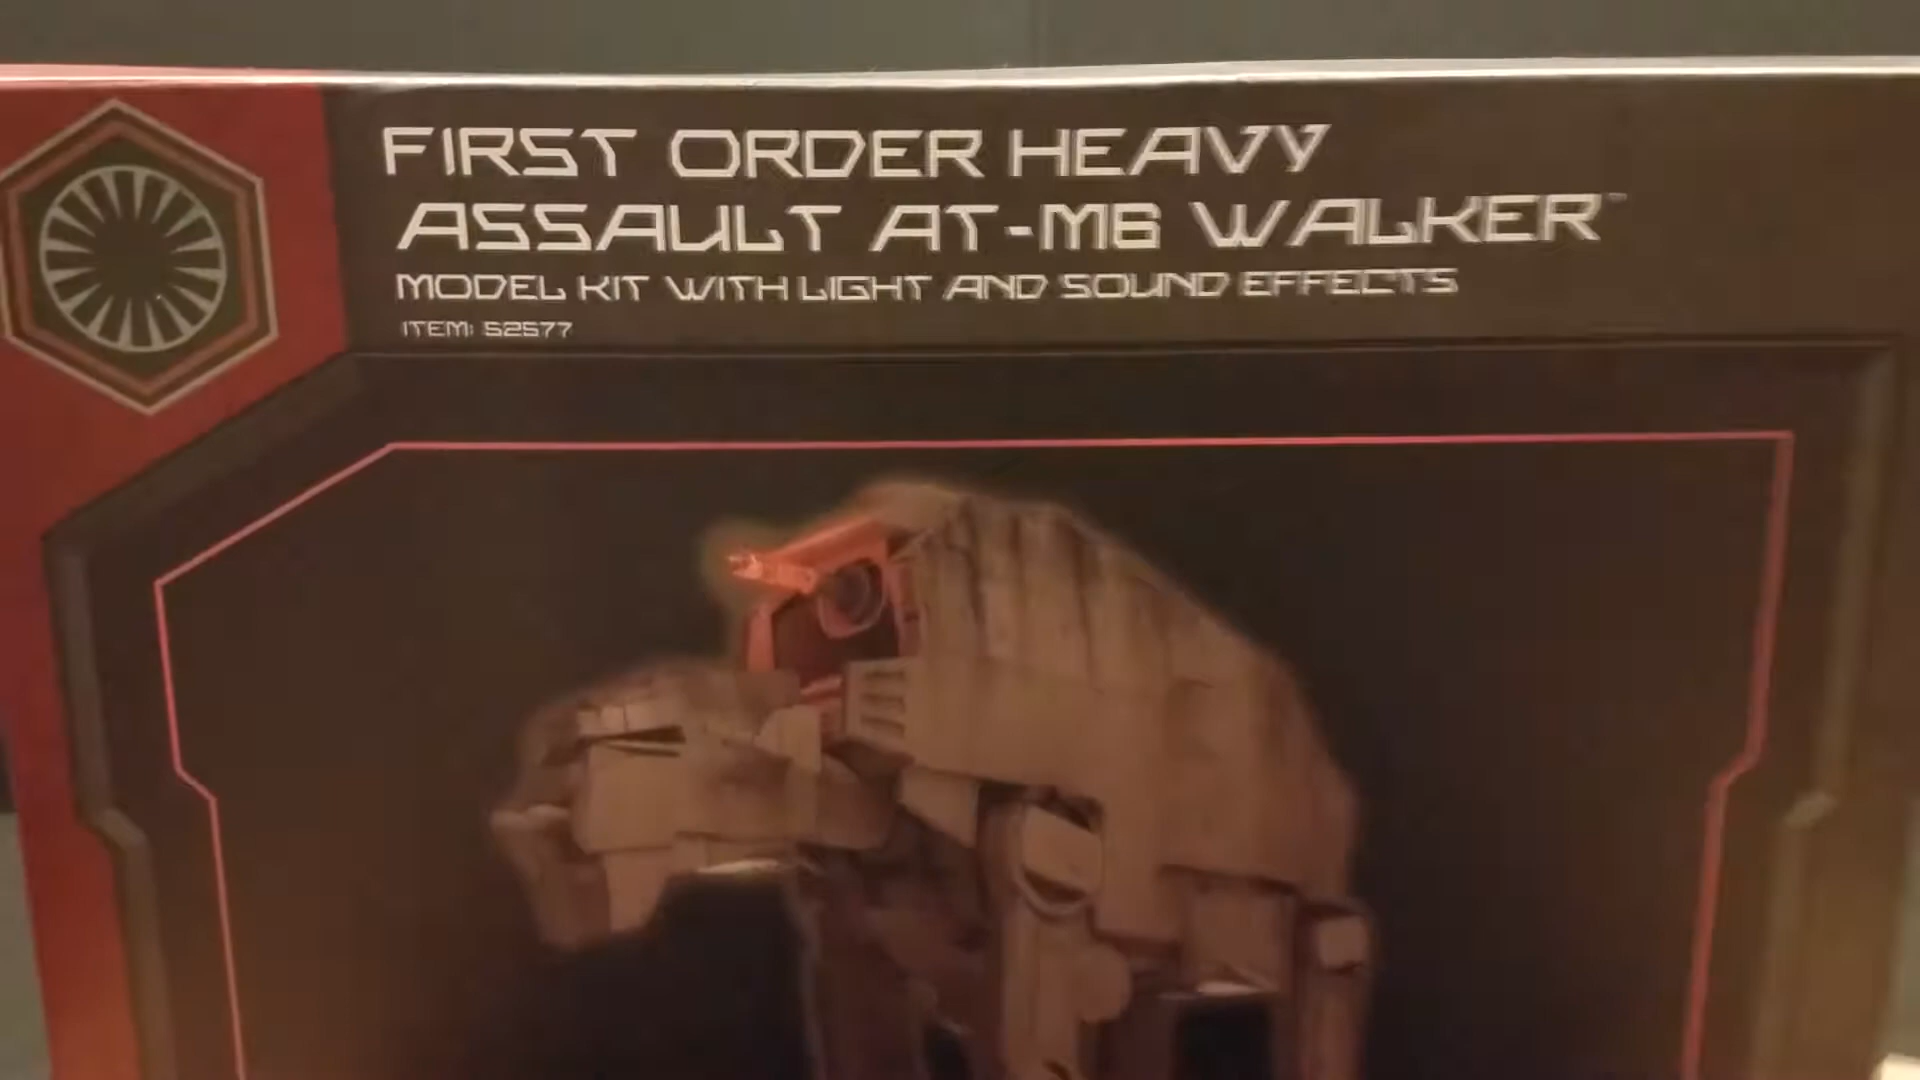 FIRST ORDER HEAVY
ASSAULT AT-M6 WALKER™
MODEL KIT WITH LIGHT AND SOUND EFFECTS
ITEM: 52577